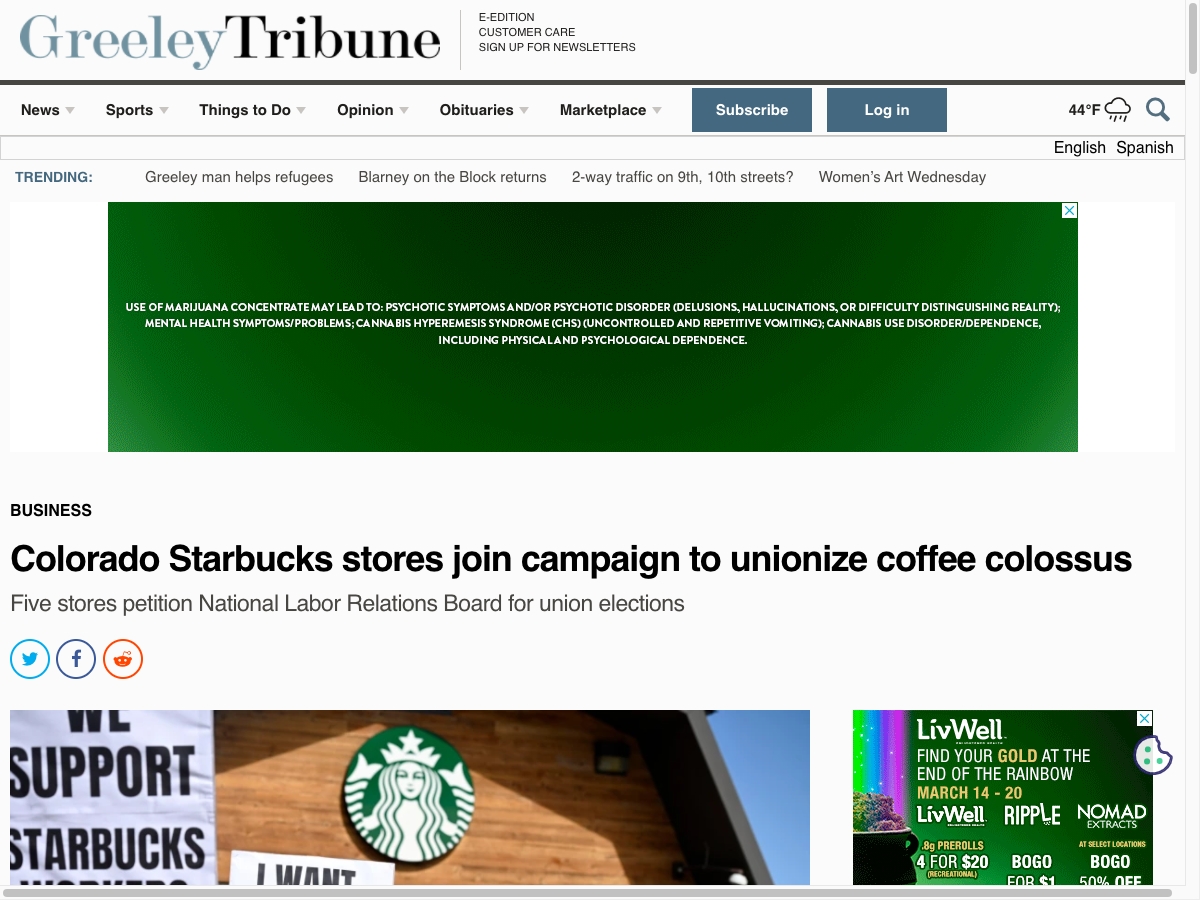 GreeleyTribune
E-EDITION
CUSTOMER CARE
SIGN UP FOR NEWSLETTERS
News Sports Things to Do Opinion Obituaries Marketplace Subscribe Log in 44°F
English Spanish
TRENDING: Greeley man helps refugees Blarney on the Block returns 2-way traffic on 9th, 10th streets? Women's Art Wednesday
USE OF MARIJUANA CONCENTRATE MAY LEAD TO: PSYCHOTIC SYMPTOMS AND/OR PSYCHOTIC DISORDER (DELUSIONS, HALLUCINATIONS, OR DIFFICULTY DISTINGUISHING REALITY);
MENTAL HEALTH SYMPTOMS/PROBLEMS; CANNABIS HYPEREMESIS SYNDROME (CHS) (UNCONTROLLED AND REPETITIVE VOMITING); CANNABIS USE DISORDER/DEPENDENCE,
INCLUDING PHYSICAL AND PSYCHOLOGICAL DEPENDENCE.
BUSINESS
Colorado Starbucks stores join campaign to unionize coffee colossus
Five stores petition National Labor Relations Board for union elections
WE
SUPPORT
STARBUCKS
WORKERS
I WANT
LivWell
FIND YOUR GOLD AT THE
END OF THE RAINBOW
MARCH 14 - 20
LivWell RIPPLE NOMAD
EXTRACTS
AT SELECT LOCATIONS
.8g PREROLLS
4 FOR $20 BOGO BOGO
(RECREATIONAL)
FOR $1 50% OFF